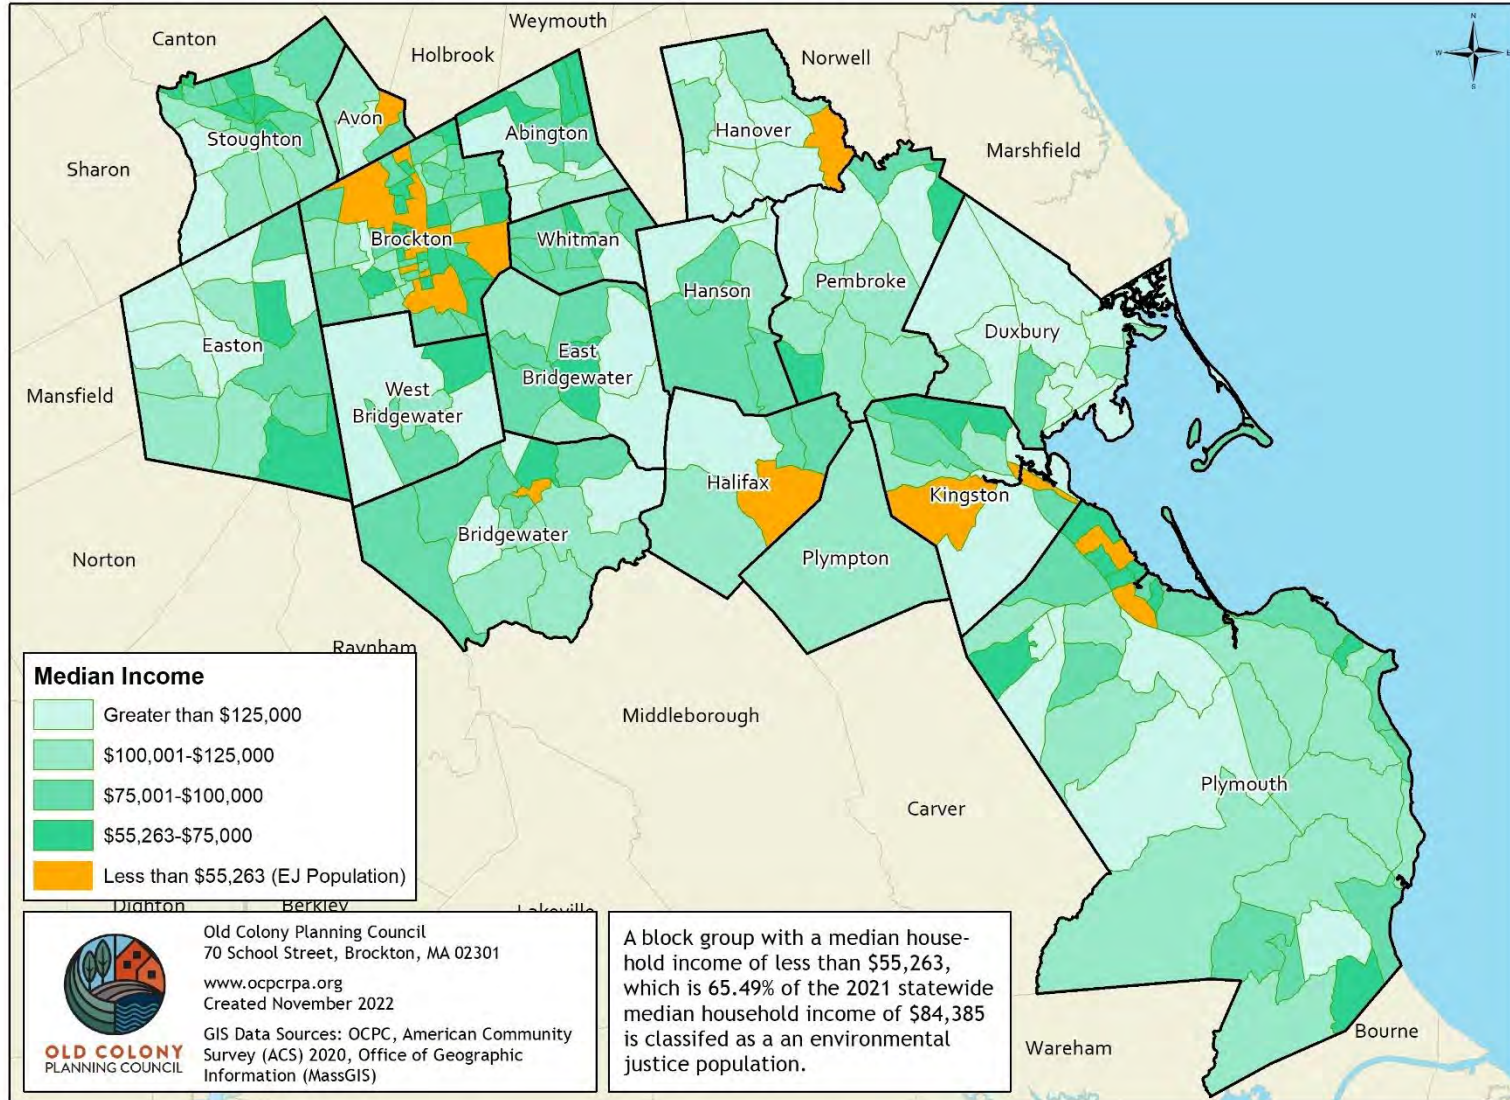 Weymouth
Canton
Holbrook
Norwell
N
W
E
S
Avon
Stoughton
Abington
Hanover
Marshfield
Sharon
Brockton
Whitman
Hanson
Pembroke
Duxbury
Easton
East
Bridgewater
Mansfield
West
Bridgewater
Halifax
Kingston
Bridgewater
Plympton
Norton
Raynham
Middleborough
Plymouth
Carver
Bourne
Wareham
Median Income
Greater than $125,000
$100,001-$125,000
$75,001-$100,000
$55,263-$75,000
Less than $55,263 (EJ Population)
Dighton
Berkley
Lakeville
OLD COLONY
PLANNING COUNCIL
Old Colony Planning Council
70 School Street, Brockton, MA 02301
www.ocpcrpa.org
Created November 2022
GIS Data Sources: OCPC, American Community
Survey (ACS) 2020, Office of Geographic
Information (MassGIS)
A block group with a median house-
hold income of less than $55,263,
which is 65.49% of the 2021 statewide
median household income of $84,385
is classifed as a an environmental
justice population.